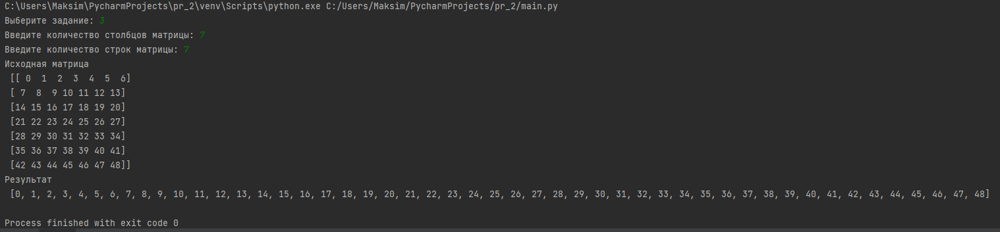 C:\Users\Maksim\PycharmProjects\pr_2\venv\Scripts\python.exe C:/Users/Maksim/PycharmProjects/pr_2/main.py
Выберите задание: 3
Введите количество столбцов матрицы: 7
Введите количество строк матрицы: 7
Исходная матрица
 [[ 0  1  2  3  4  5  6]
 [ 7  8  9 10 11 12 13]
 [14 15 16 17 18 19 20]
 [21 22 23 24 25 26 27]
 [28 29 30 31 32 33 34]
 [35 36 37 38 39 40 41]
 [42 43 44 45 46 47 48]]
Результат
 [0, 1, 2, 3, 4, 5, 6, 7, 8, 9, 10, 11, 12, 13, 14, 15, 16, 17, 18, 19, 20, 21, 22, 23, 24, 25, 26, 27, 28, 29, 30, 31, 32, 33, 34, 35, 36, 37, 38, 39, 40, 41, 42, 43, 44, 45, 46, 47, 48]
Process finished with exit code 0